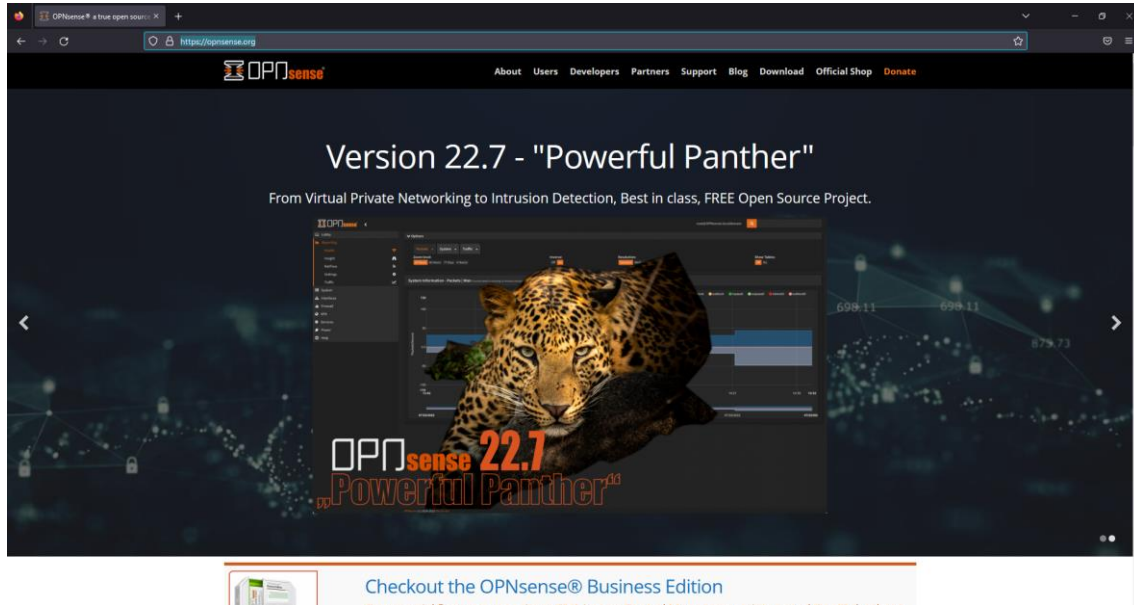 OPNsense® a true open sourc
https://opnsense.org
OPNsense
About Users Developers Partners Support Blog Download Official Shop Donate
Version 22.7 - "Powerful Panther"
From Virtual Private Networking to Intrusion Detection, Best in class, FREE Open Source Project.
OPNsense
698.11
698.11
873.73
OPNsense 22.7
„Powerful Panther“
Checkout the OPNsense® Business Edition